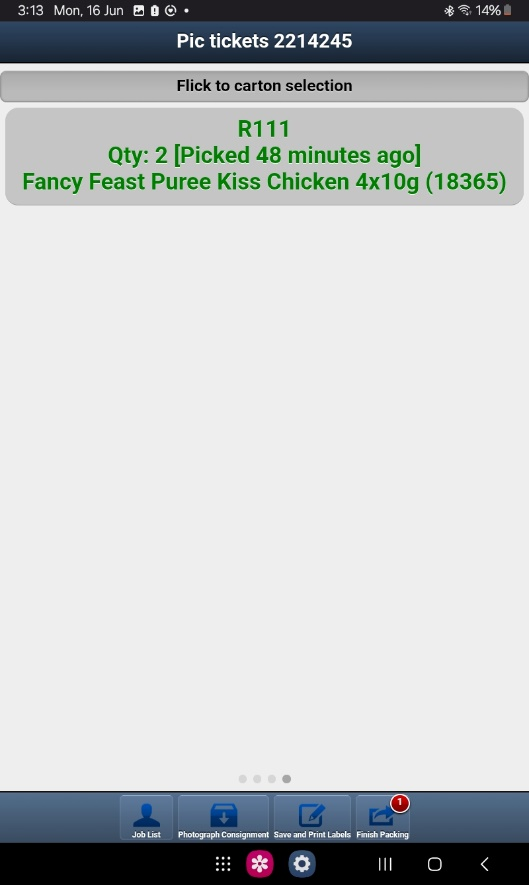 3:13 Mon, 16 Jun
14%
Pic tickets 2214245
Flick to carton selection
R111
Qty: 2 [Picked 48 minutes ago]
Fancy Feast Puree Kiss Chicken 4x10g (18365)
1
Job List
Photograph Consignment
Save and Print Labels
Finish Packing